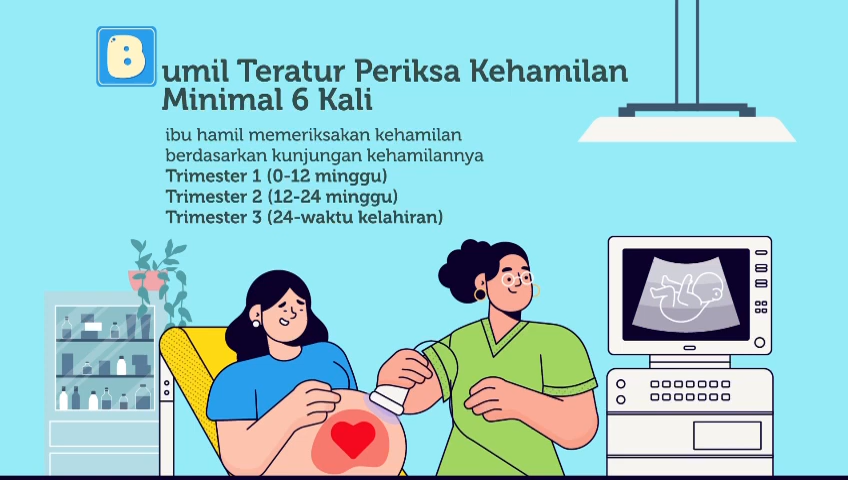 Bumil Teratur Periksa Kehamilan
Minimal 6 Kali
ibu hamil memeriksakan kehamilan
berdasarkan kunjungan kehamilannya
Trimester 1 (0-12 minggu)
Trimester 2 (12-24 minggu)
Trimester 3 (24-waktu kelahiran)